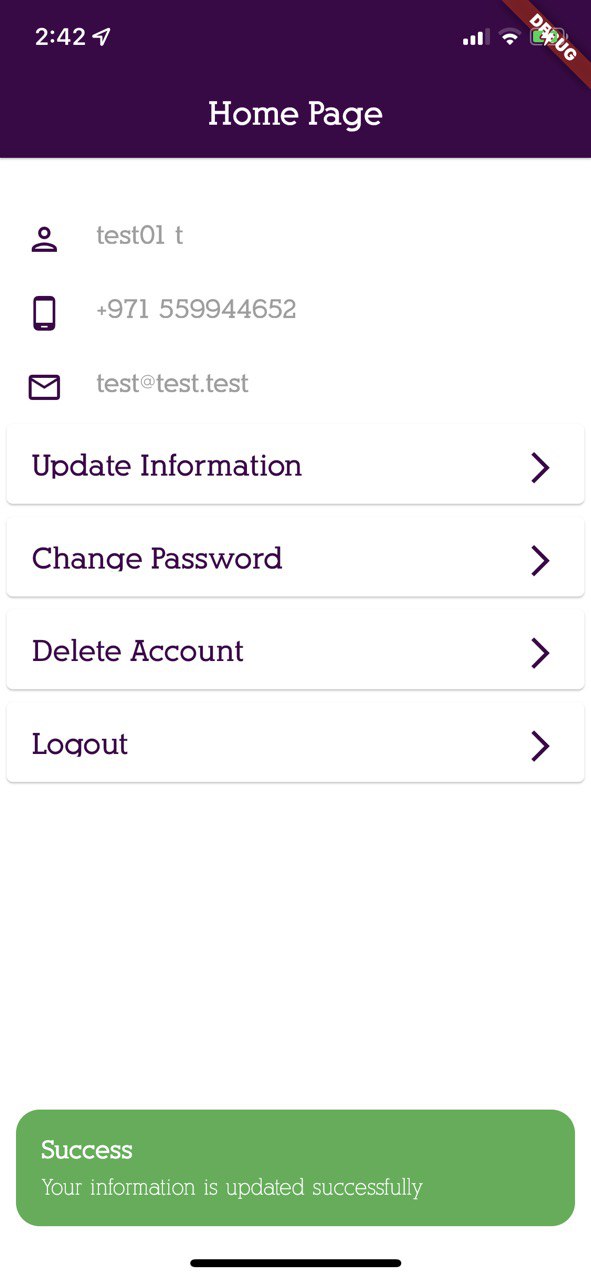 2:42
DEBUG
Home Page
test01 t
+971 559944652
test@test.test
Update Information
Change Password
Delete Account
Logout
Success
Your information is updated successfully